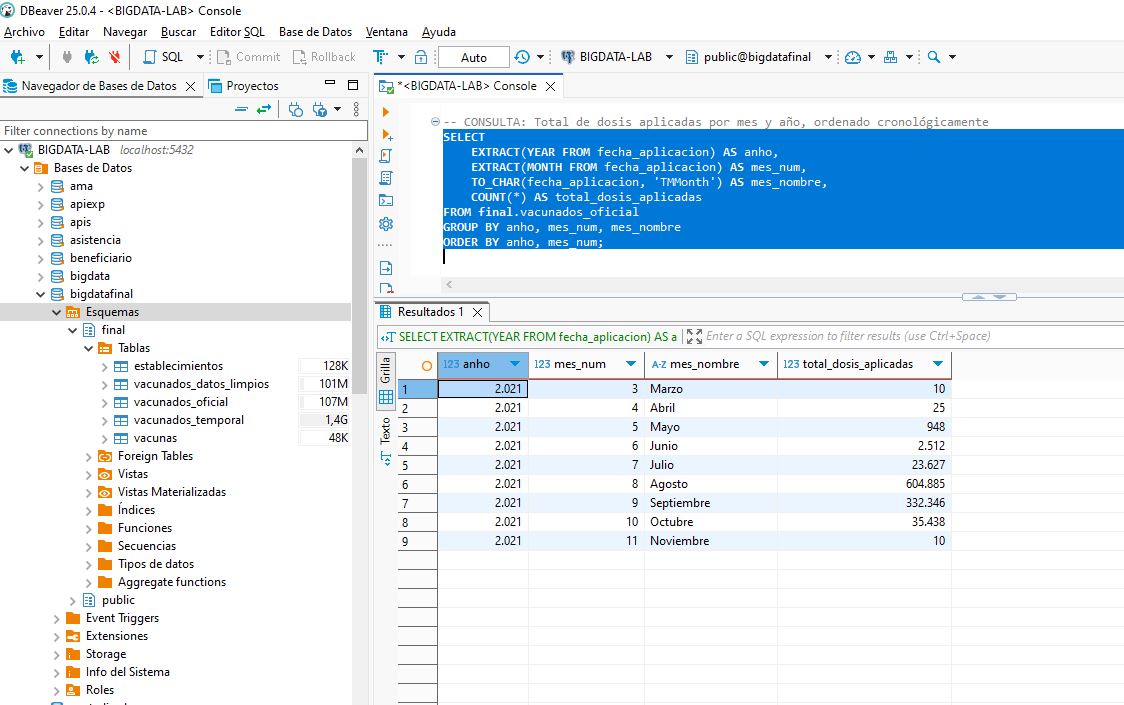 DBeaver 25.0.4 - <BIGDATA-LAB> Console
Archivo Editar Navegar Buscar Editor SQL Base de Datos Ventana Ayuda
SQL Commit Rollback Auto BIGDATA-LAB public@bigdatafinal
Navegador de Bases de Datos Proyectos
Filter connections by name
BIGDATA-LAB localhost:5432
Bases de Datos
ama
apiexp
apis
asistencia
beneficiario
bigdata
bigdatafinal
Esquemas
final
Tablas
establecimientos 128K
vacunados_datos_limpios 101M
vacunados_oficial 107M
vacunados_temporal 1,4G
vacunas 48K
Foreign Tables
Vistas
Vistas Materializadas
Índices
Funciones
Secuencias
Tipos de datos
Aggregate functions
public
Event Triggers
Extensiones
Storage
Info del Sistema
Roles
*<BIGDATA-LAB> Console
-- CONSULTA: Total de dosis aplicadas por mes y año, ordenado cronológicamente
SELECT
EXTRACT(YEAR FROM fecha_aplicacion) AS anho,
EXTRACT(MONTH FROM fecha_aplicacion) AS mes_num,
TO_CHAR(fecha_aplicacion, 'TMMonth') AS mes_nombre,
COUNT(*) AS total_dosis_aplicadas
FROM final.vacunados_oficial
GROUP BY anho, mes_num, mes_nombre
ORDER BY anho, mes_num;
Resultados 1
SELECT EXTRACT(YEAR FROM fecha_aplicacion) AS a Enter a SQL expression to filter results (use Ctrl+Space)
Grilla
Texto
123 anho 123 mes_num A-Z mes_nombre 123 total_dosis_aplicadas
1 2.021 3 Marzo 10
2 2.021 4 Abril 25
3 2.021 5 Mayo 948
4 2.021 6 Junio 2.512
5 2.021 7 Julio 23.627
6 2.021 8 Agosto 604.885
7 2.021 9 Septiembre 332.346
8 2.021 10 Octubre 35.438
9 2.021 11 Noviembre 10